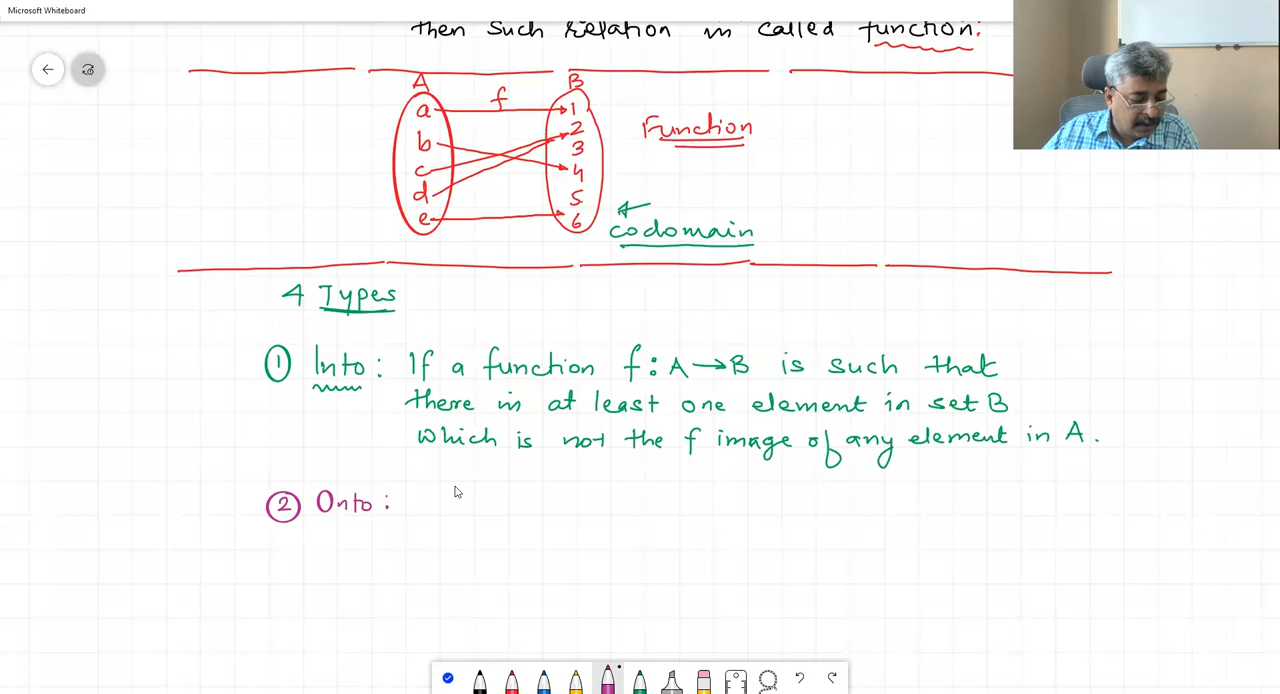 Microsoft Whiteboard
then such relation in called function:
A
B
f
a
b
c
d
e
1
2
3
4
5
6
Function
codomain
4 Types
① Into: If a function f: A→B is such that
there in at least one element in set B
which is not the f image of any element in A.
② Onto: